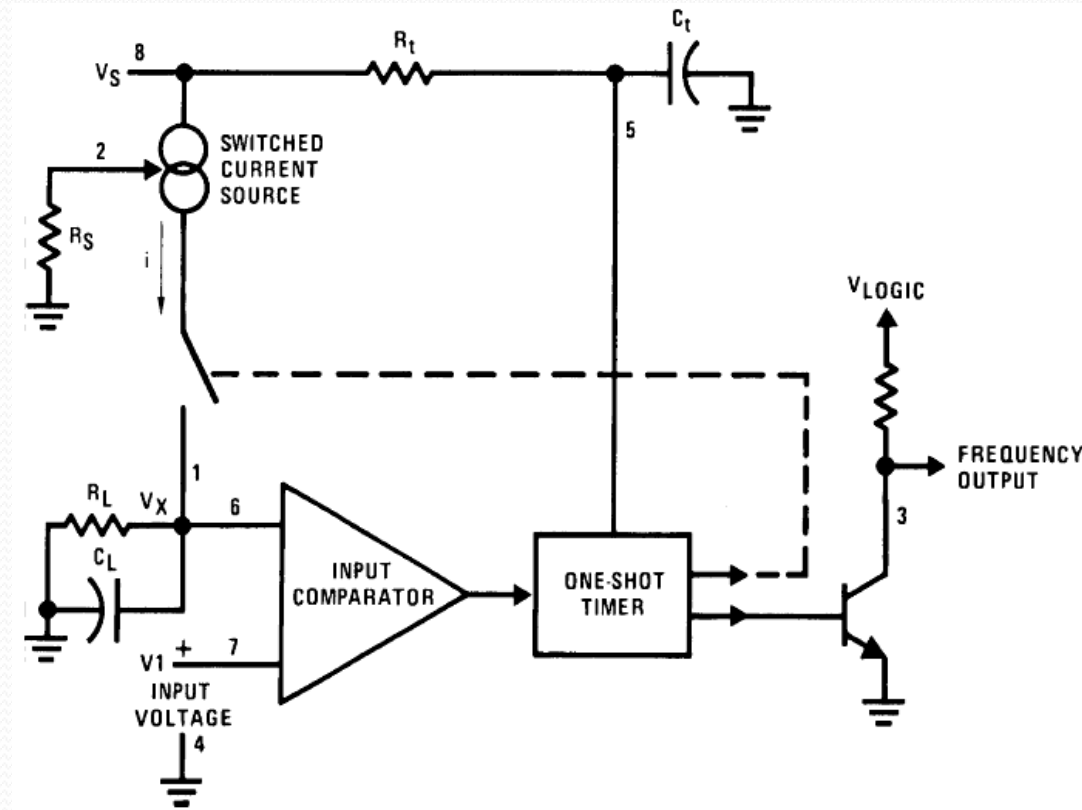 Ct
Rt
8
VS
5
SWITCHED
CURRENT
SOURCE
2
RS
i
VLOGIC
FREQUENCY
OUTPUT
1
RL
VX
6
3
CL
INPUT
COMPARATOR
ONE-SHOT
TIMER
+
V1
7
INPUT
VOLTAGE
4